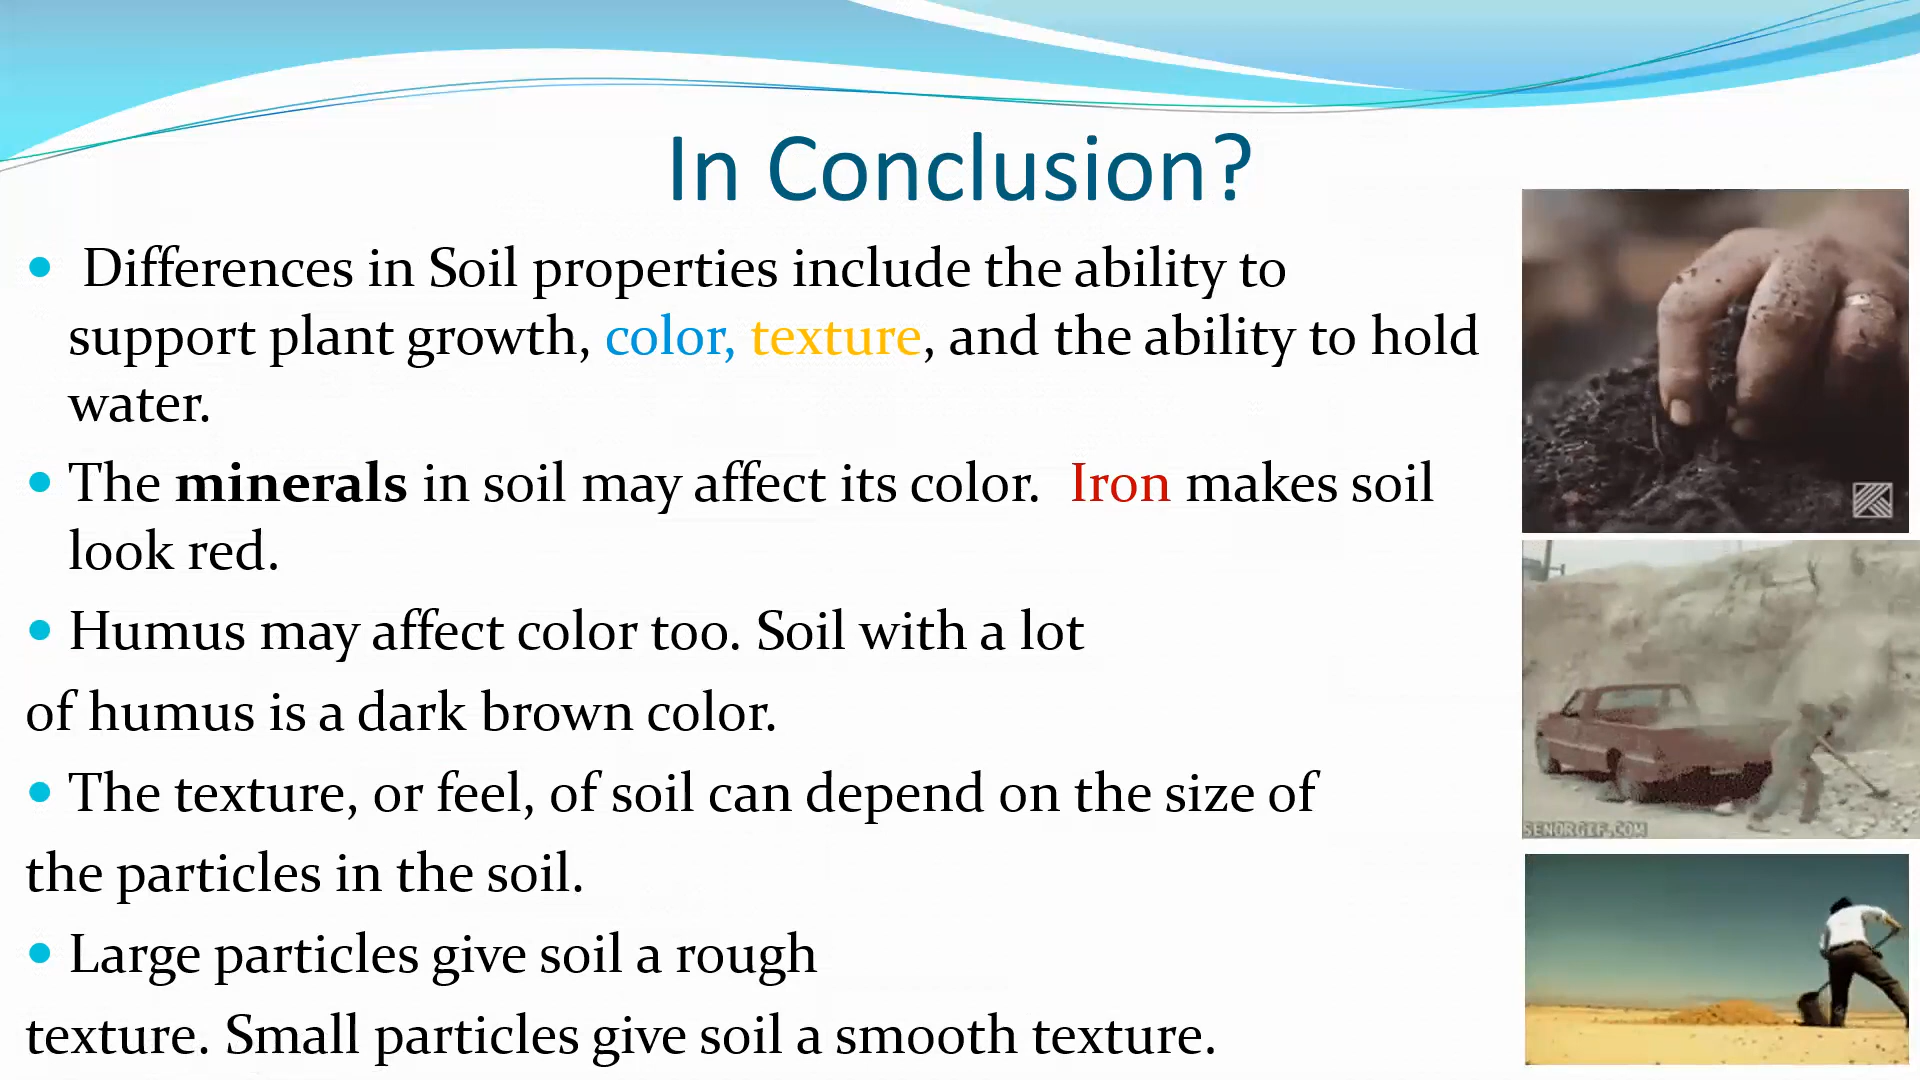 In Conclusion?
• Differences in Soil properties include the ability to
support plant growth, color, texture, and the ability to hold
water.
• The minerals in soil may affect its color.  Iron makes soil
look red.
• Humus may affect color too. Soil with a lot
of humus is a dark brown color.
• The texture, or feel, of soil can depend on the size of
the particles in the soil.
• Large particles give soil a rough
texture. Small particles give soil a smooth texture.
SENORGIF.COM